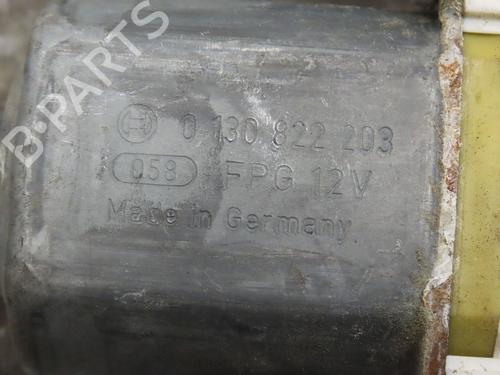 B-PARTS
0 130 822 203
058 FPG 12V
Made in Germany